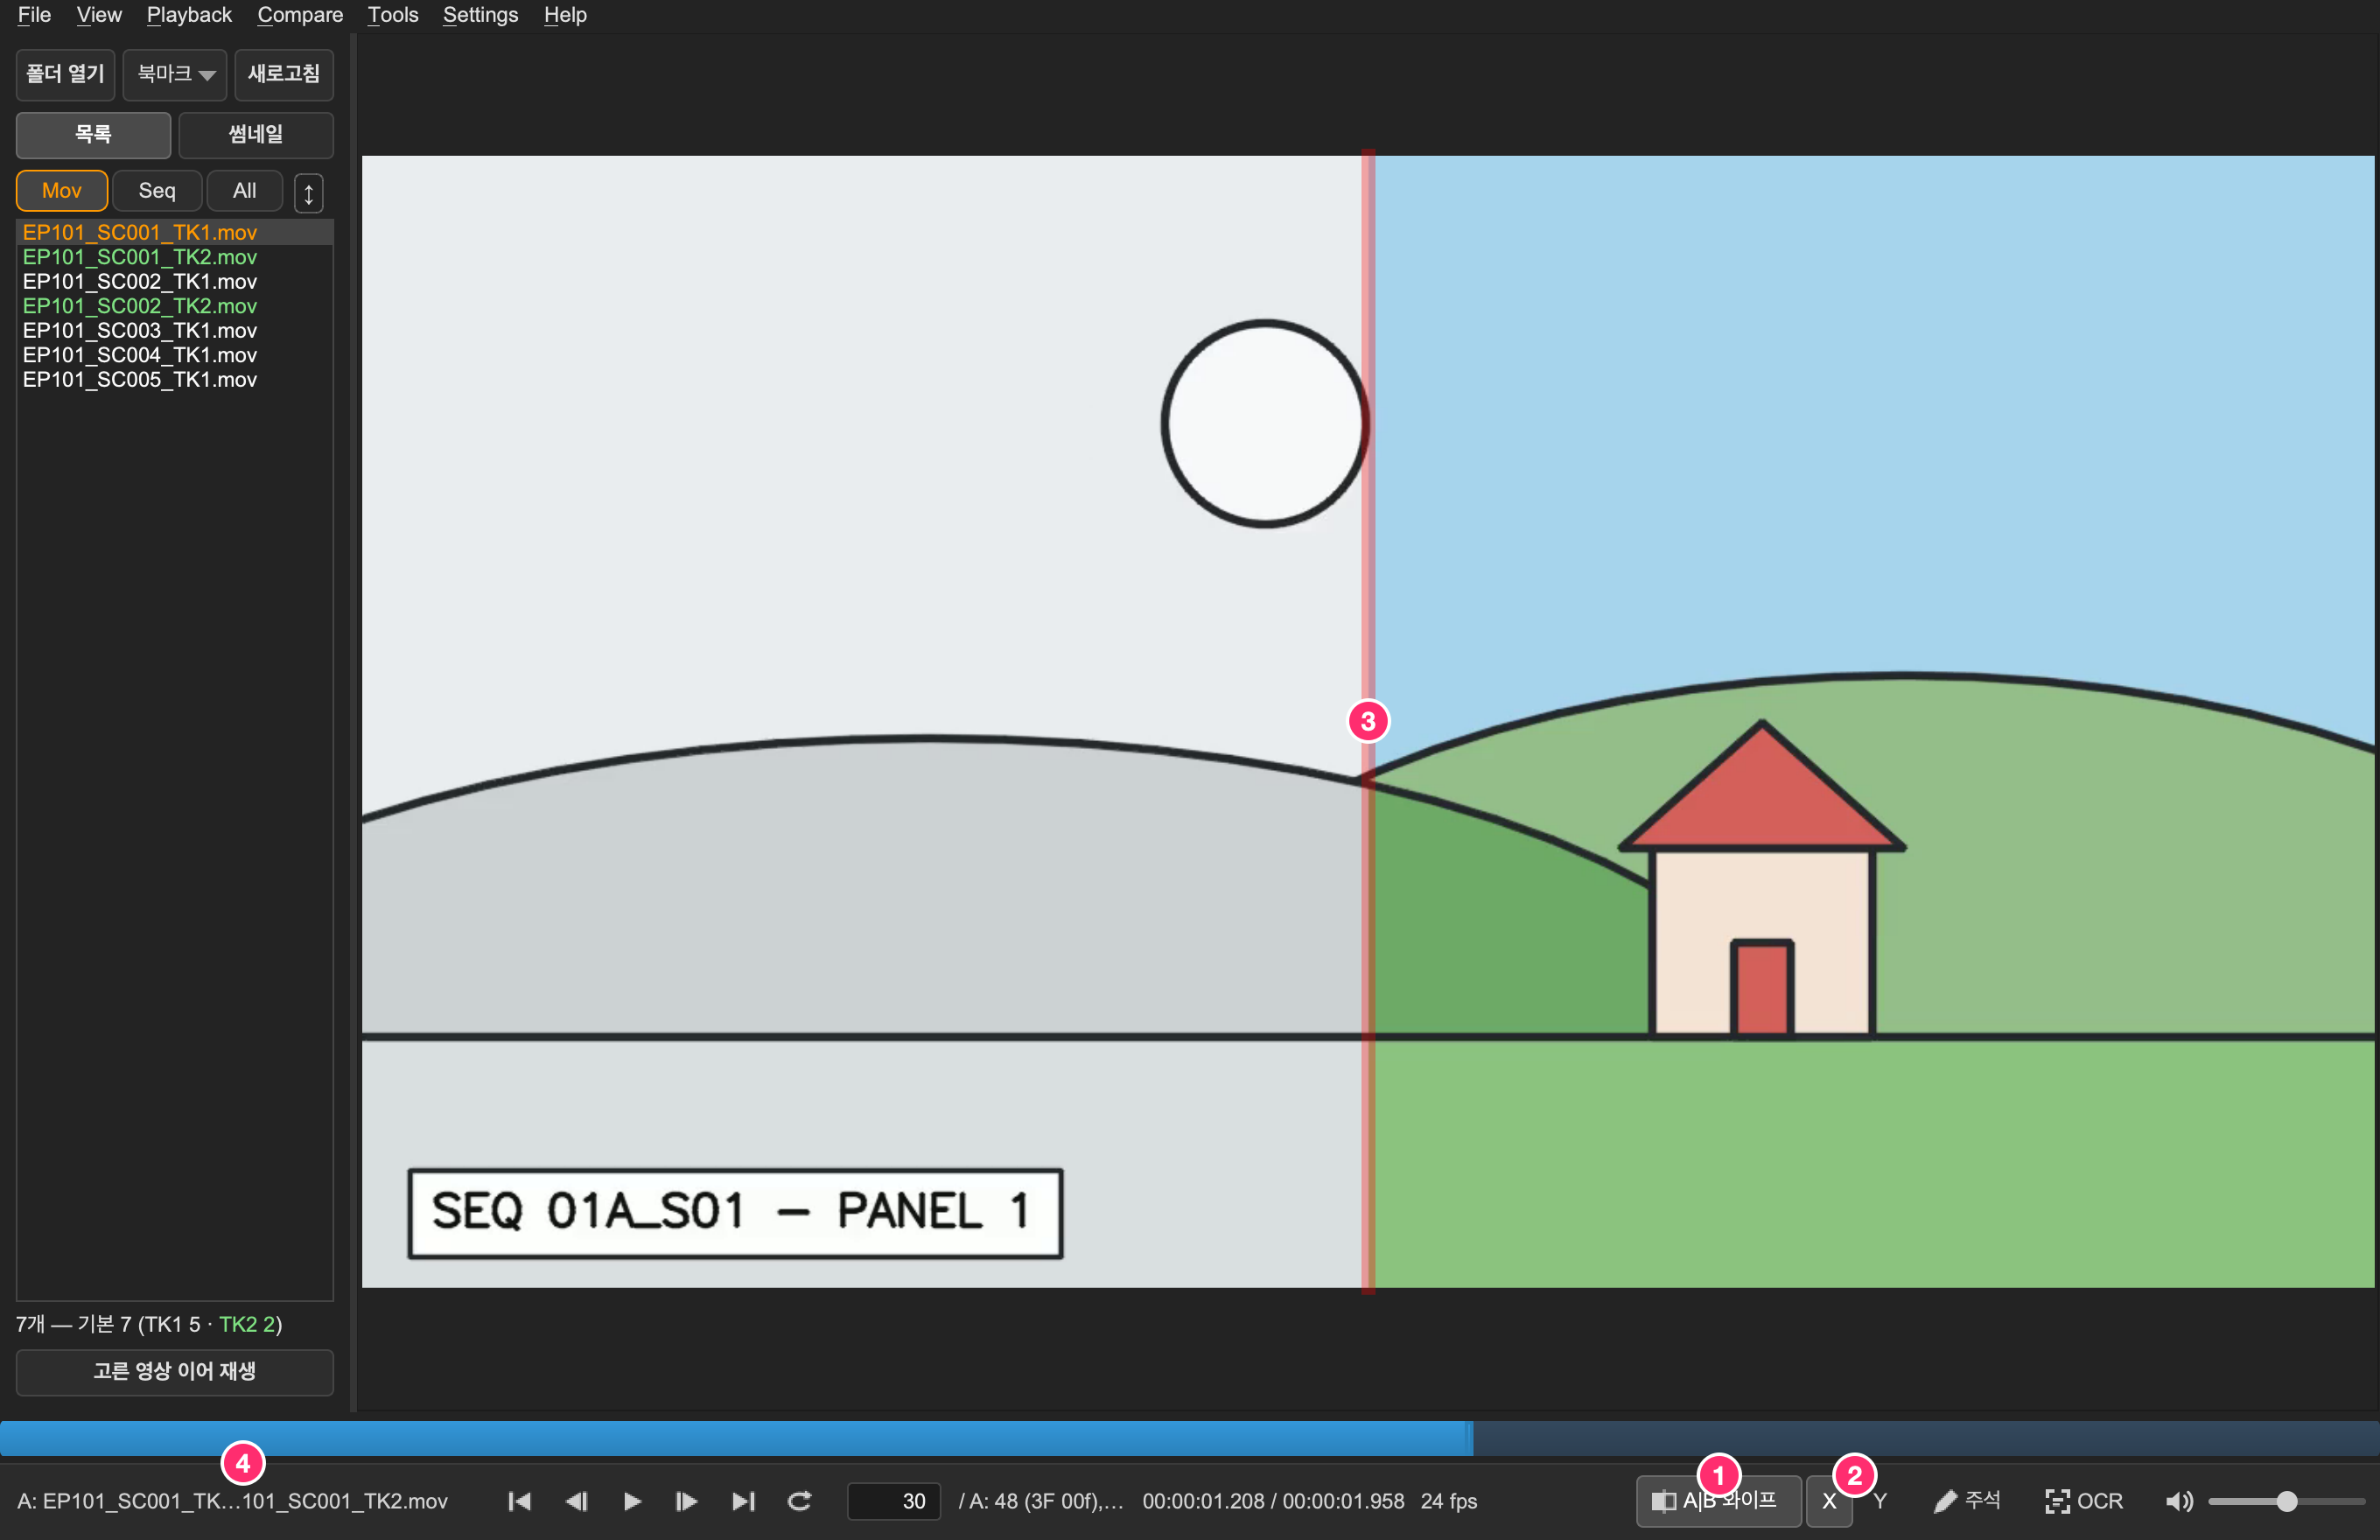 File View Playback Compare Tools Settings Help
폴더 열기 북마크 새로고침
목록 썸네일
Mov Seq All
EP101_SC001_TK1.mov
EP101_SC001_TK2.mov
EP101_SC002_TK1.mov
EP101_SC002_TK2.mov
EP101_SC003_TK1.mov
EP101_SC004_TK1.mov
EP101_SC005_TK1.mov
3
SEQ 01A_S01 – PANEL 1
7개 — 기본 7 (TK1 5 · TK2 2)
고른 영상 이어 재생
4 1 2
A: EP101_SC001_TK...101_SC001_TK2.mov 30 / A: 48 (3F 00f),... 00:00:01.208 / 00:00:01.958 24 fps A|B 와이프 X Y 주석 OCR